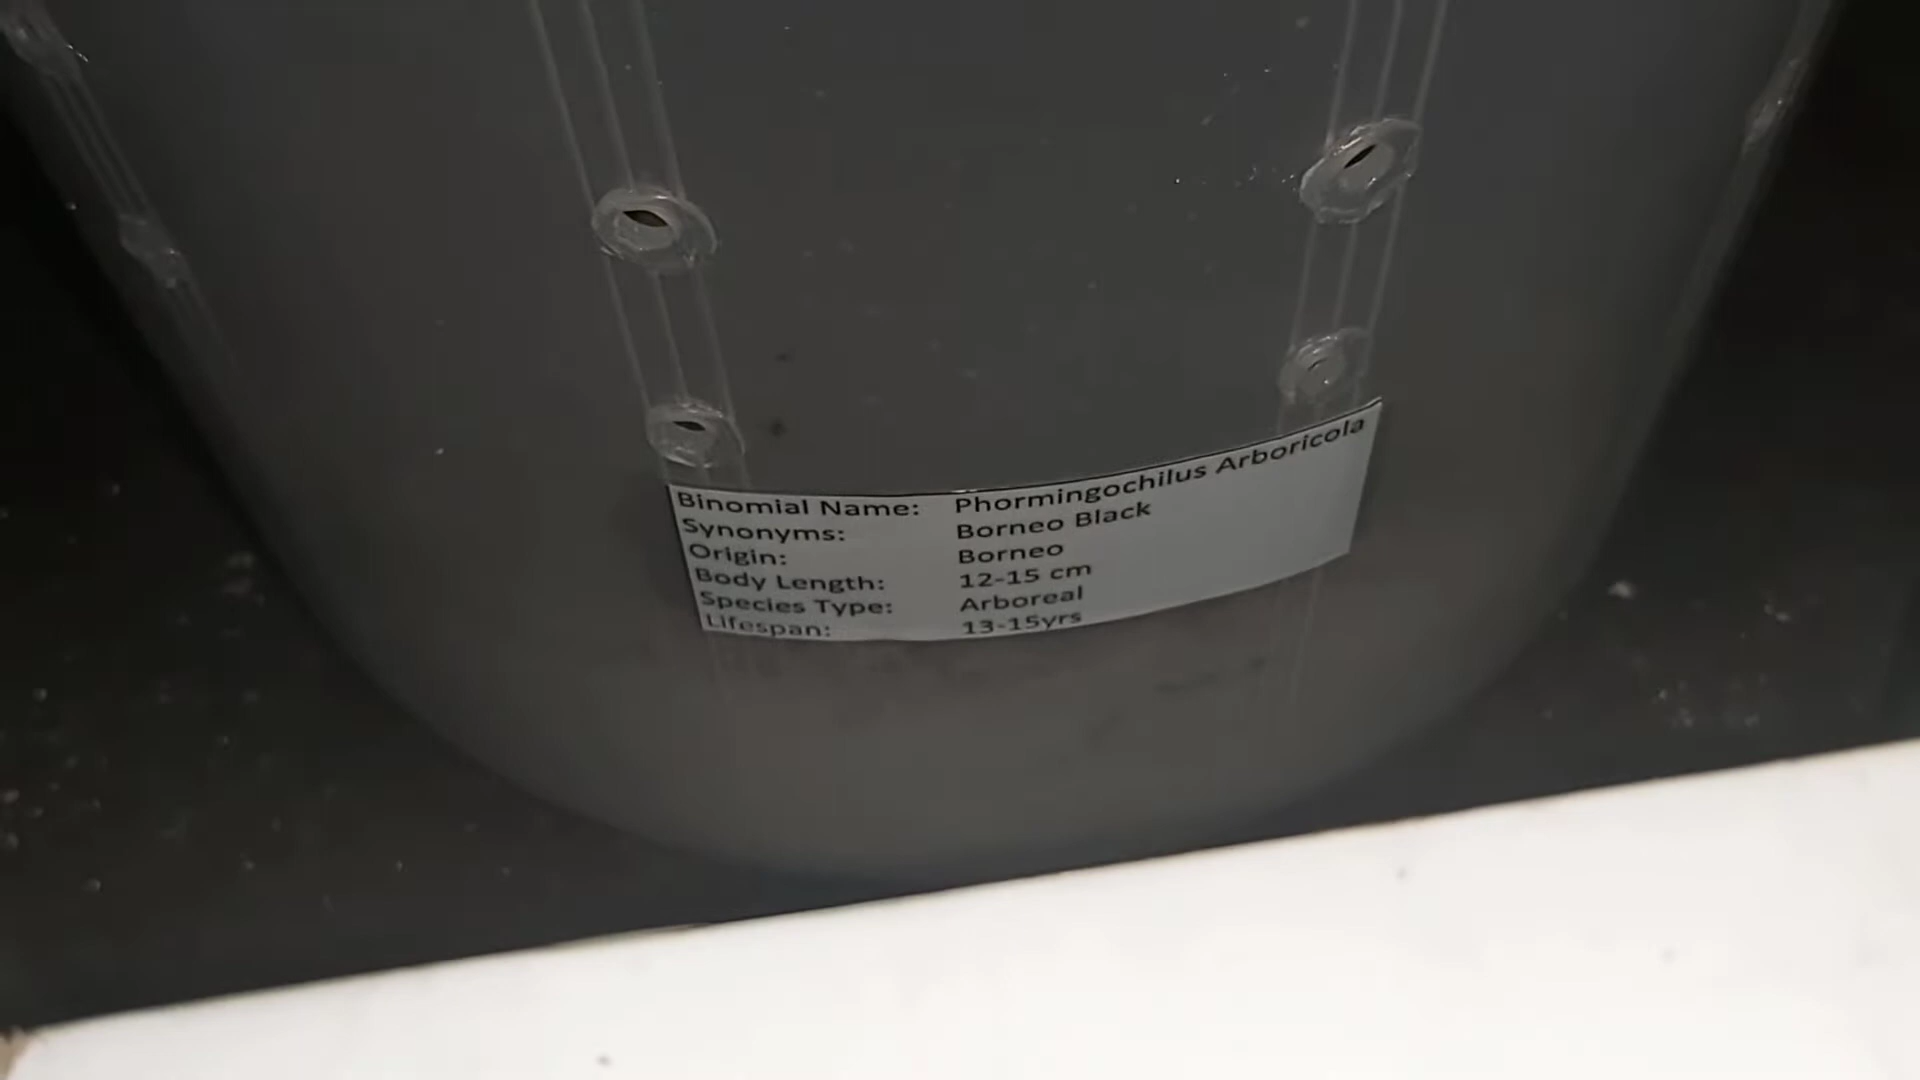 Binomial Name: Phormingochilus Arboricola
Synonyms: Borneo Black
Origin: Borneo
Body Length: 12-15 cm
Species Type: Arboreal
Lifespan: 13-15yrs